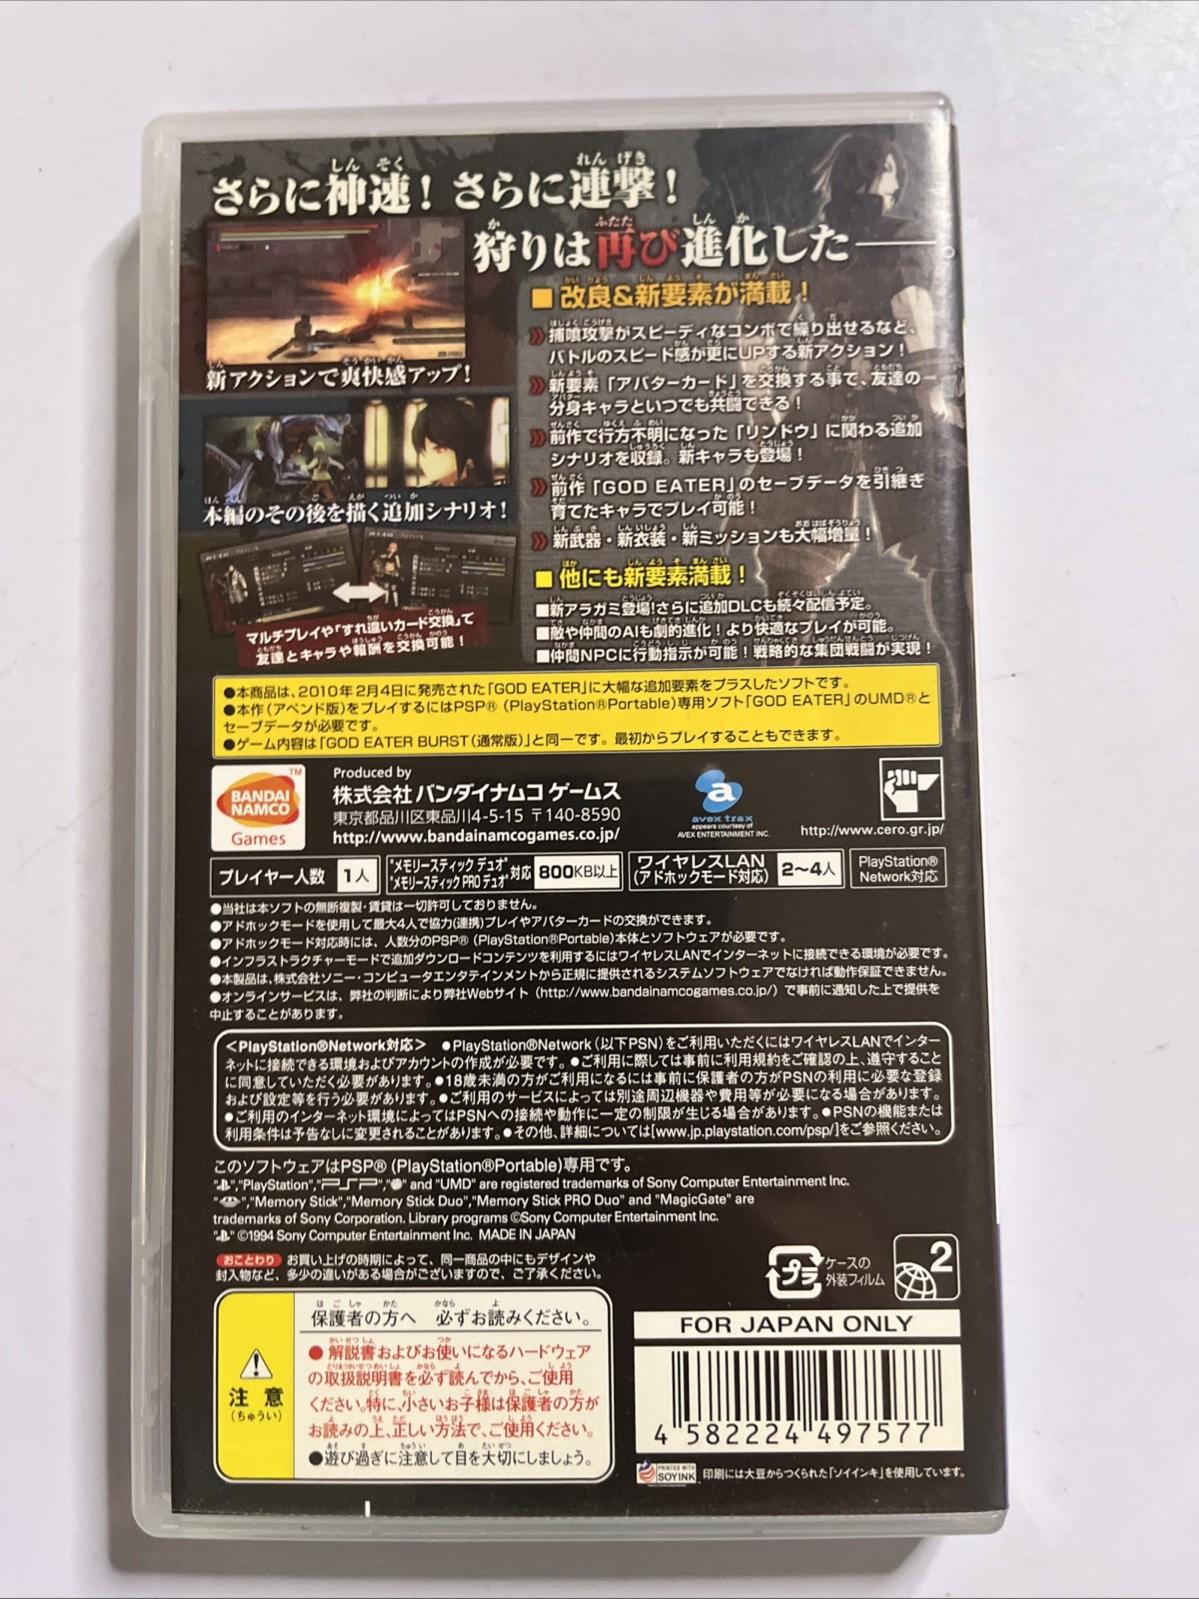 さらに神速！さらに連撃！
狩りは再び進化した
新アクションで爽快感アップ！
本編のその後を描く追加シナリオ！
マルチプレイや「すれ違いカード交換」で
友達とキャラや報酬を交換可能！
■改良&新要素が満載！
捕喰攻撃がスピーディなコンボで繰り出せるなど、
バトルのスピード感が更にUPする新アクション！
新要素「アバターカード」を交換する事で、友達の
分身キャラといつでも共闘できる！
前作で行方不明になった「リンドウ」に関わる追加
シナリオを収録。新キャラも登場！
前作「GOD EATER」のセーブデータを引継ぎ
育てたキャラでプレイ可能！
新武器・新衣装・新ミッションも大幅増量！
■他にも新要素満載！
■新アラガミ登場！さらに追加DLCも続々配信予定。
■敵や仲間のAIも劇的進化！より快適なプレイが可能。
■仲間NPCに行動指示が可能！戦略的な集団戦闘が実現！
●本商品は、2010年2月4日に発売された「GOD EATER」に大幅な追加要素をプラスしたソフトです。
●本作（アペンド版）をプレイするにはPSP®（PlayStation®Portable）専用ソフト「GOD EATER」のUMD®と
セーブデータが必要です。
●ゲーム内容は「GOD EATER BURST（通常版）」と同一です。最初からプレイすることもできます。
BANDAI
NAMCO
Games
TM
Produced by
株式会社 バンダイナムコ ゲームス
東京都品川区東品川4-5-15 〒140-8590
http://www.bandainamcogames.co.jp/
avex trax
appears courtesy of
AVEX ENTERTAINMENT INC.
http://www.cero.gr.jp/
プレイヤー人数 1人
"メモリースティック デュオ"
"メモリースティック PRO デュオ" 対応 800KB以上
ワイヤレスLAN
（アドホックモード対応） 2〜4人
PlayStation®
Network対応
●当社は本ソフトの無断複製・賃貸は一切許可しておりません。
●アドホックモードを使用して最大4人で協力（連携）プレイやアバターカードの交換ができます。
●アドホックモード対応時には、人数分のPSP®（PlayStation®Portable）本体とソフトウェアが必要です。
●インフラストラクチャーモードで追加ダウンロードコンテンツを利用するにはワイヤレスLANでインターネットに接続できる環境が必要です。
●本製品は、株式会社ソニー・コンピュータエンタテインメントから正規に提供されるシステムソフトウェアでなければ動作保証できません。
●オンラインサービスは、弊社の判断により弊社Webサイト（http://www.bandainamcogames.co.jp/）で事前に通知した上で提供を
中止することがあります。
＜PlayStation®Network対応＞ ●PlayStation®Network（以下PSN）をご利用いただくにはワイヤレスLANでインター
ネットに接続できる環境およびアカウントの作成が必要です。●ご利用に際しては事前に利用規約をご確認の上、遵守すること
に同意していただく必要があります。●18歳未満の方がご利用になるには事前に保護者の方がPSNの利用に必要な登録
および設定等を行う必要があります。●ご利用のサービスによっては別途周辺機器や費用等が必要になる場合があります。
●ご利用のインターネット環境によってはPSNへの接続や動作に一定の制限が生じる場合があります。●PSNの機能または
利用条件は予告なしに変更されることがあります。●その他、詳細については[www.jp.playstation.com/psp/]をご参照ください。
このソフトウェアはPSP®（PlayStation®Portable）専用です。
" ","PlayStation","PSP"," " and "UMD" are registered trademarks of Sony Computer Entertainment Inc.
" ","Memory Stick","Memory Stick Duo","Memory Stick PRO Duo" and "MagicGate" are
trademarks of Sony Corporation. Library programs ©Sony Computer Entertainment Inc.
" " ©1994 Sony Computer Entertainment Inc. MADE IN JAPAN
おことわり お買い上げの時期によって、同一商品の中にもデザインや
封入物など、多少の違いがある場合がございますので、ご了承ください。
プラ
ケースの
外装フィルム
2
注意
（ちゅうい）
保護者の方へ 必ずお読みください。
●解説書およびお使いになるハードウェア
の取扱説明書を必ず読んでから、ご使用
ください。特に、小さいお子様は保護者の方が
お読みの上、正しい方法で、ご使用ください。
●遊び過ぎに注意して目を大切にしましょう。
FOR JAPAN ONLY
4 582224 497577
PRINTED WITH
SOYINK
印刷には大豆からつくられた「ソイインキ」を使用しています。